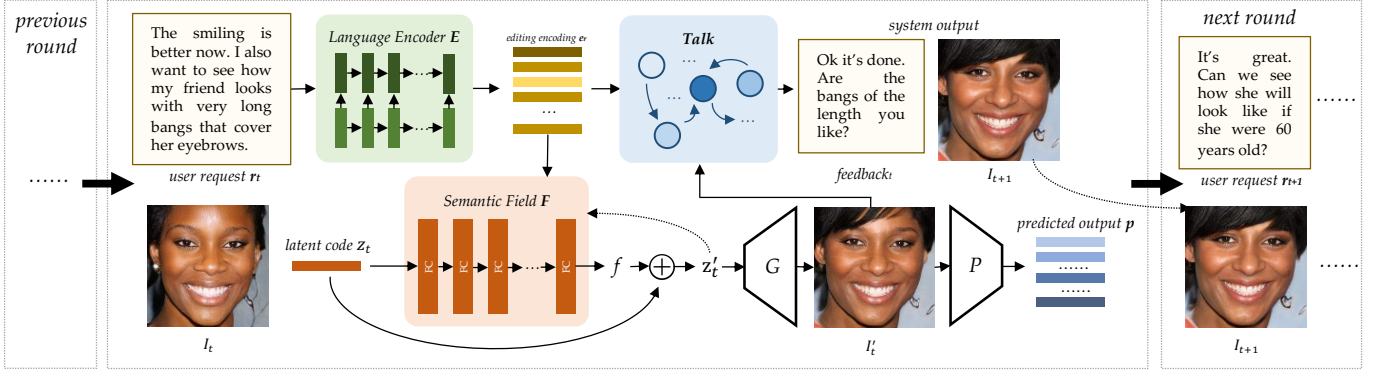 previous
round
......
The smiling is
better now. I also
want to see how
my friend looks
with very long
bangs that cover
her eyebrows.
user request rt
It
Language Encoder E
...
...
editing encoding er
...
Talk
...
...
...
system output
Ok it's done.
Are the
bangs of the
length you
like?
feedbackt
It+1
latent code zt
Semantic Field F
FC
FC
FC
......
FC
f
z't
G
I't
P
predicted output p
......
......
next round
It's great.
Can we see
how she will
look like if
she were 60
years old?
user request rt+1
It+1
......
......